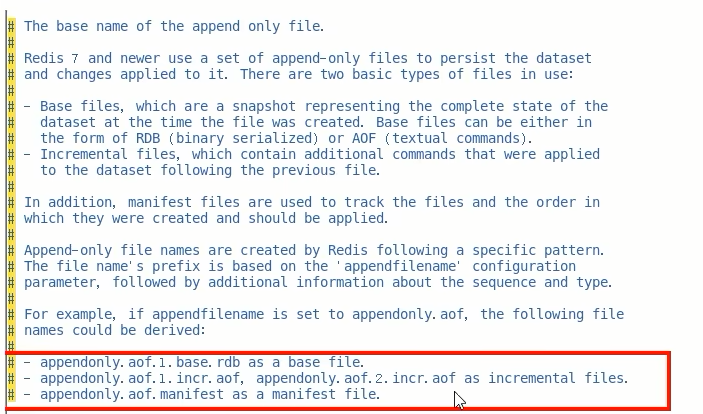 # The base name of the append only file.
#
# Redis 7 and newer use a set of append-only files to persist the dataset
# and changes applied to it. There are two basic types of files in use:
#
# - Base files, which are a snapshot representing the complete state of the
#   dataset at the time the file was created. Base files can be either in
#   the form of RDB (binary serialized) or AOF (textual commands).
# - Incremental files, which contain additional commands that were applied
#   to the dataset following the previous file.
#
# In addition, manifest files are used to track the files and the order in
# which they were created and should be applied.
#
# Append-only file names are created by Redis following a specific pattern.
# The file name's prefix is based on the 'appendfilename' configuration
# parameter, followed by additional information about the sequence and type.
#
# For example, if appendfilename is set to appendonly.aof, the following file
# names could be derived:
#
# - appendonly.aof.1.base.rdb as a base file.
# - appendonly.aof.1.incr.aof, appendonly.aof.2.incr.aof as incremental files.
# - appendonly.aof.manifest as a manifest file.